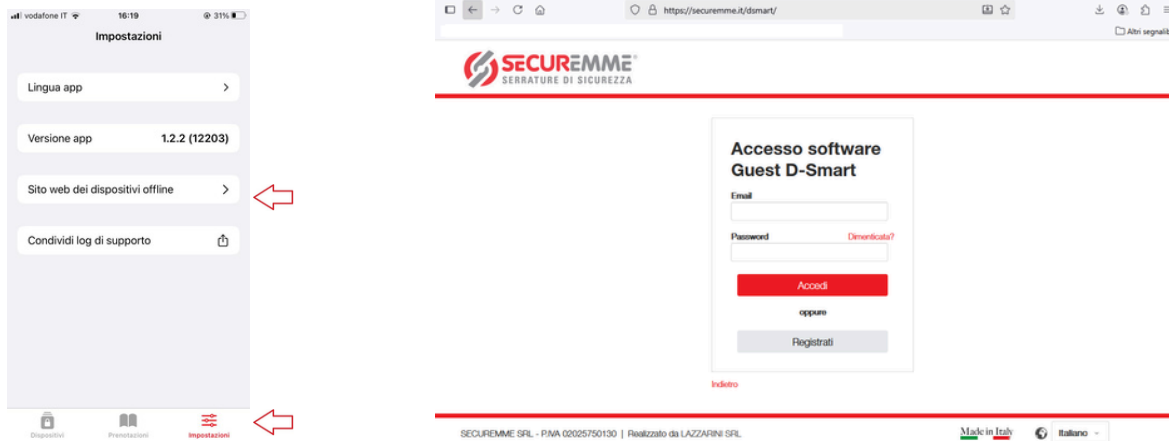 vodafone IT
16:19
31%
Impostazioni
Lingua app
Versione app 1.2.2 (12203)
Sito web dei dispositivi offline
Condividi log di supporto
Dispositivi Prenotazioni Impostazioni
https://securemme.it/dsmart/
Altri segnalib
SECUREMME®
SERRATURE DI SICUREZZA
Accesso software
Guest D-Smart
Email
Password Dimenticata?
Accedi
oppure
Registrati
Indietro
SECUREMME SRL - P.IVA 02025750130 | Realizzato da LAZZARINI SRL
Made in Italy
Italiano